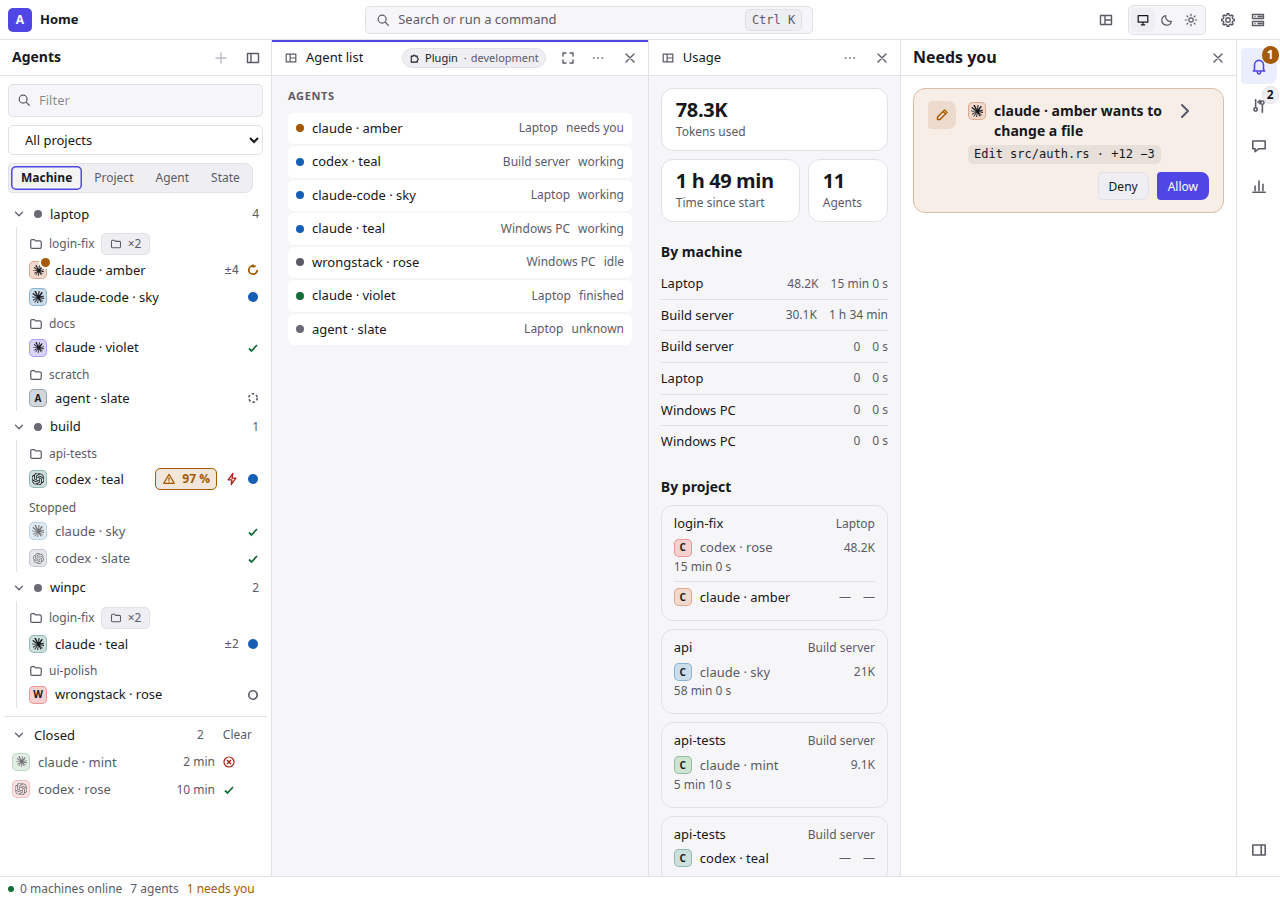 A Home
Search or run a command Ctrl K
Agents
Filter
All projects
Machine Project Agent State
laptop 4
login-fix ×2
claude · amber ±4
claude-code · sky
docs
claude · violet
scratch
A agent · slate
build 1
api-tests
codex · teal 97 %
Stopped
claude · sky
codex · slate
winpc 2
login-fix ×2
claude · teal ±2
ui-polish
W wrongstack · rose
Closed 2 Clear
claude · mint 2 min
codex · rose 10 min
Agent list Plugin · development
AGENTS
claude · amber Laptop needs you
codex · teal Build server working
claude-code · sky Laptop working
claude · teal Windows PC working
wrongstack · rose Windows PC idle
claude · violet Laptop finished
agent · slate Laptop unknown
Usage
78.3K
Tokens used
1 h 49 min
Time since start
11
Agents
By machine
Laptop 48.2K 15 min 0 s
Build server 30.1K 1 h 34 min
Build server 0 0 s
Laptop 0 0 s
Windows PC 0 0 s
Windows PC 0 0 s
By project
login-fix Laptop
C codex · rose 48.2K
15 min 0 s
C claude · amber — —
api Build server
C claude · sky 21K
58 min 0 s
api-tests Build server
C claude · mint 9.1K
5 min 10 s
api-tests Build server
C codex · teal — —
Needs you
claude · amber wants to
change a file
Edit src/auth.rs · +12 −3
Deny Allow
1
2
0 machines online 7 agents 1 needs you